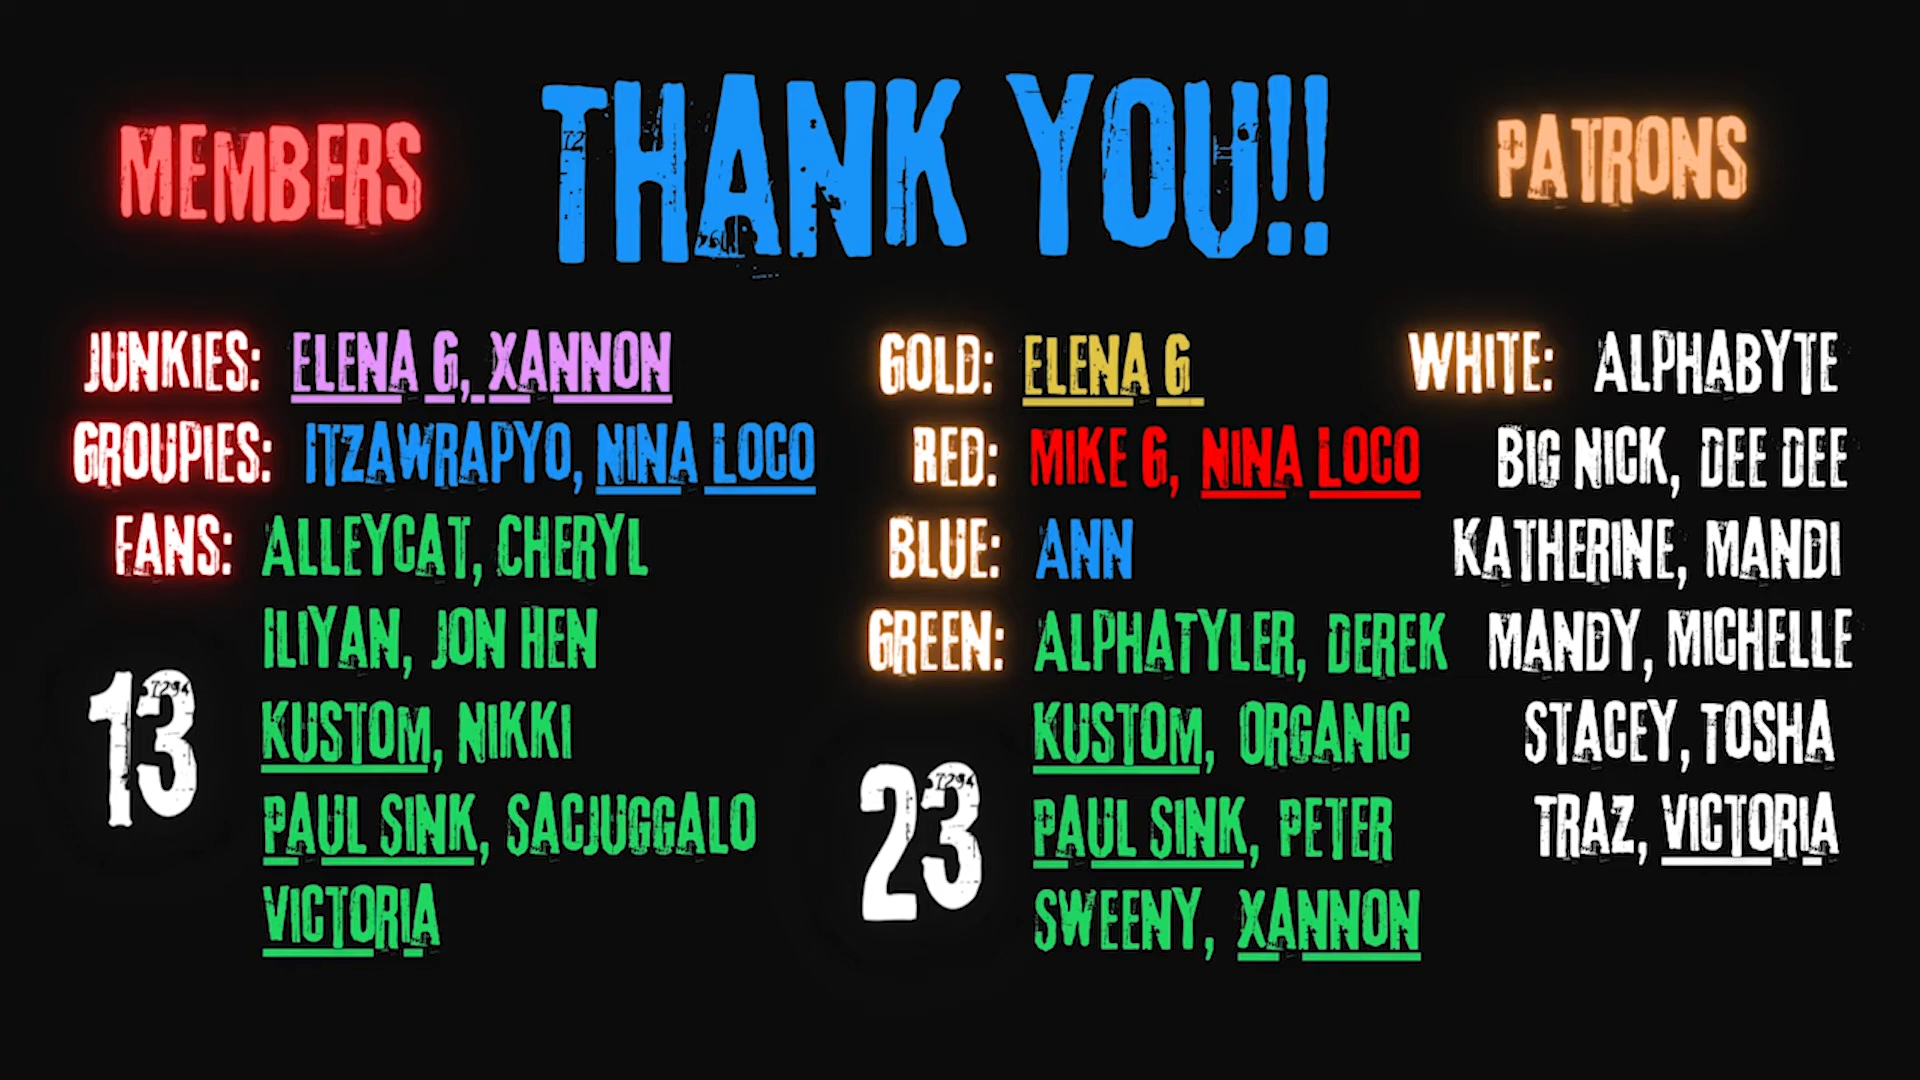 THANK YOU!!
MEMBERS
JUNKIES: ELENA G, XANNON
GROUPIES: ITZAWRAPYO, NINA LOCO
FANS: ALLEYCAT, CHERYL
ILIYAN, JON HEN
KUSTOM, NIKKI
PAUL SINK, SACJUGGALO
VICTORIA
13
PATRONS
GOLD: ELENA G
RED: MIKE G, NINA LOCO
BLUE: ANN
GREEN: ALPHATYLER, DEREK
KUSTOM, ORGANIC
PAUL SINK, PETER
SWEENY, XANNON
23
WHITE: ALPHABYTE
BIG NICK, DEE DEE
KATHERINE, MANDI
MANDY, MICHELLE
STACEY, TOSHA
TRAZ, VICTORIA